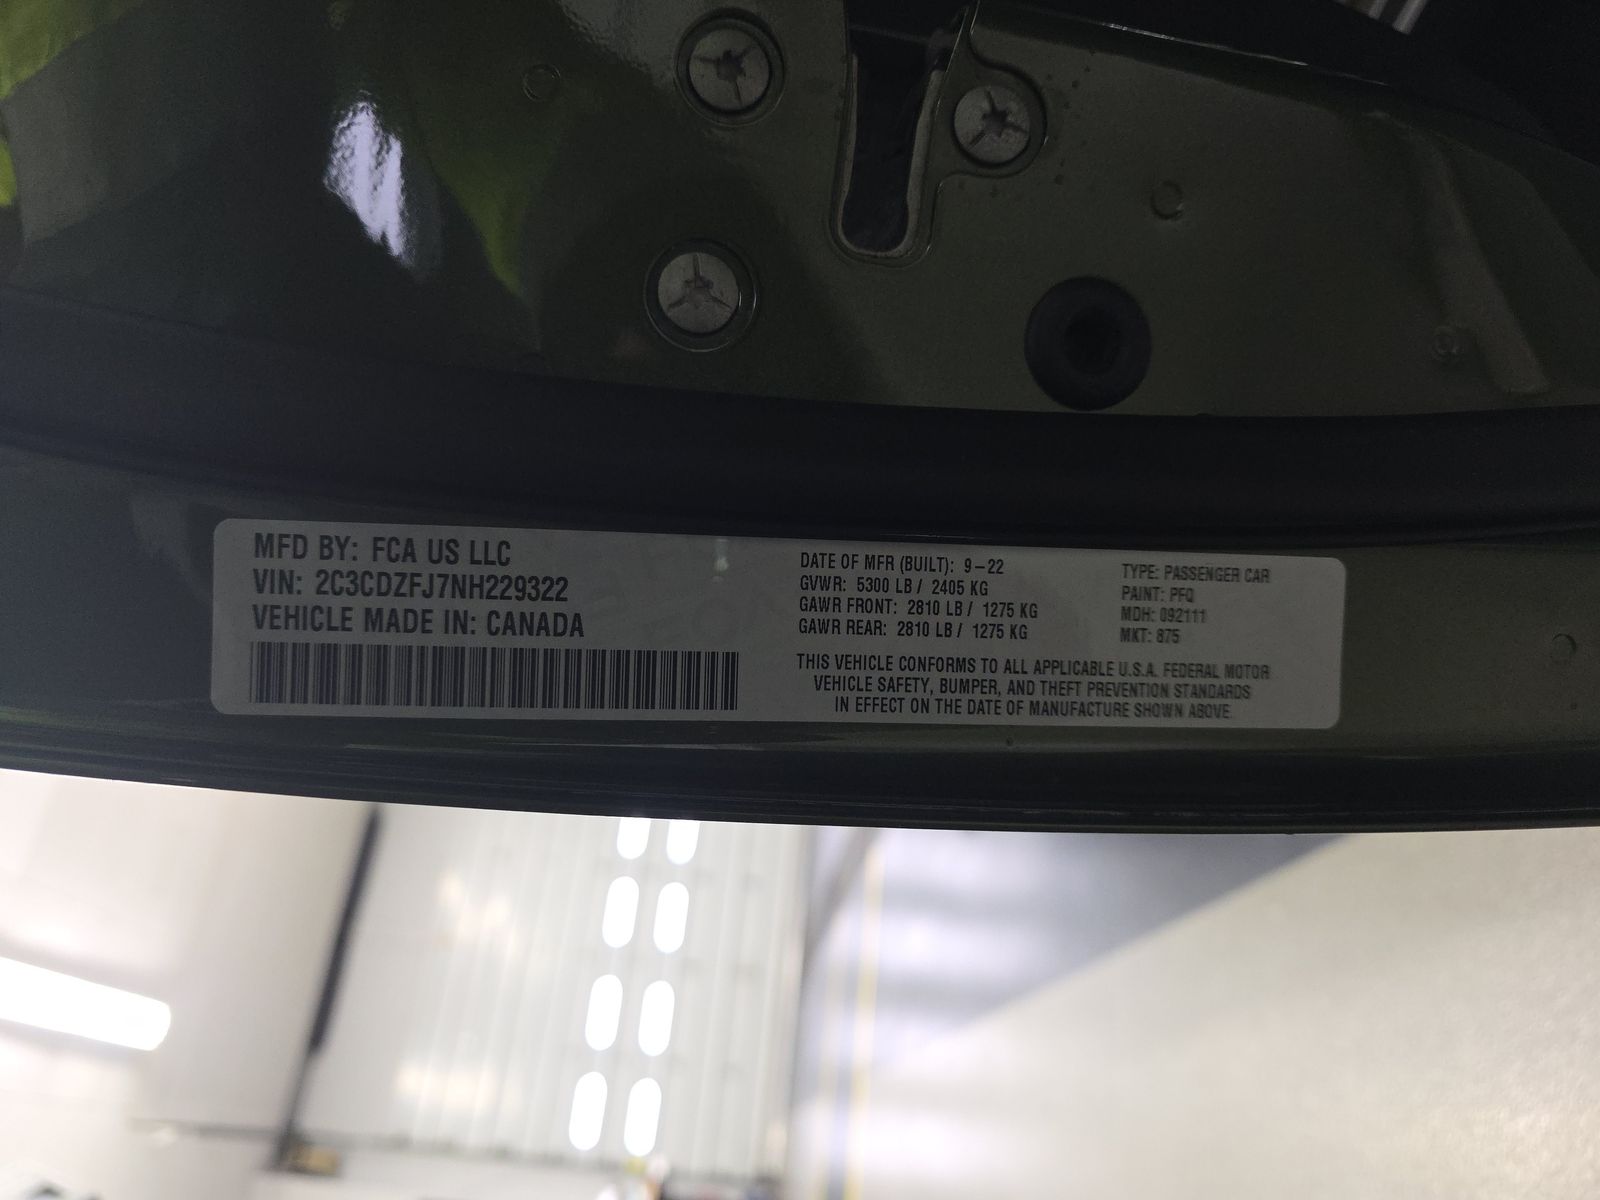 MFD BY: FCA US LLC
VIN: 2C3CDZFJ7NH229322
VEHICLE MADE IN: CANADA
DATE OF MFR (BUILT): 9-22
GVWR: 5300 LB / 2405 KG
GAWR FRONT: 2810 LB / 1275 KG
GAWR REAR: 2810 LB / 1275 KG
TYPE: PASSENGER CAR
PAINT: PFQ
MDH: 092111
MKT: 875
THIS VEHICLE CONFORMS TO ALL APPLICABLE U.S.A. FEDERAL MOTOR
VEHICLE SAFETY, BUMPER, AND THEFT PREVENTION STANDARDS
IN EFFECT ON THE DATE OF MANUFACTURE SHOWN ABOVE.